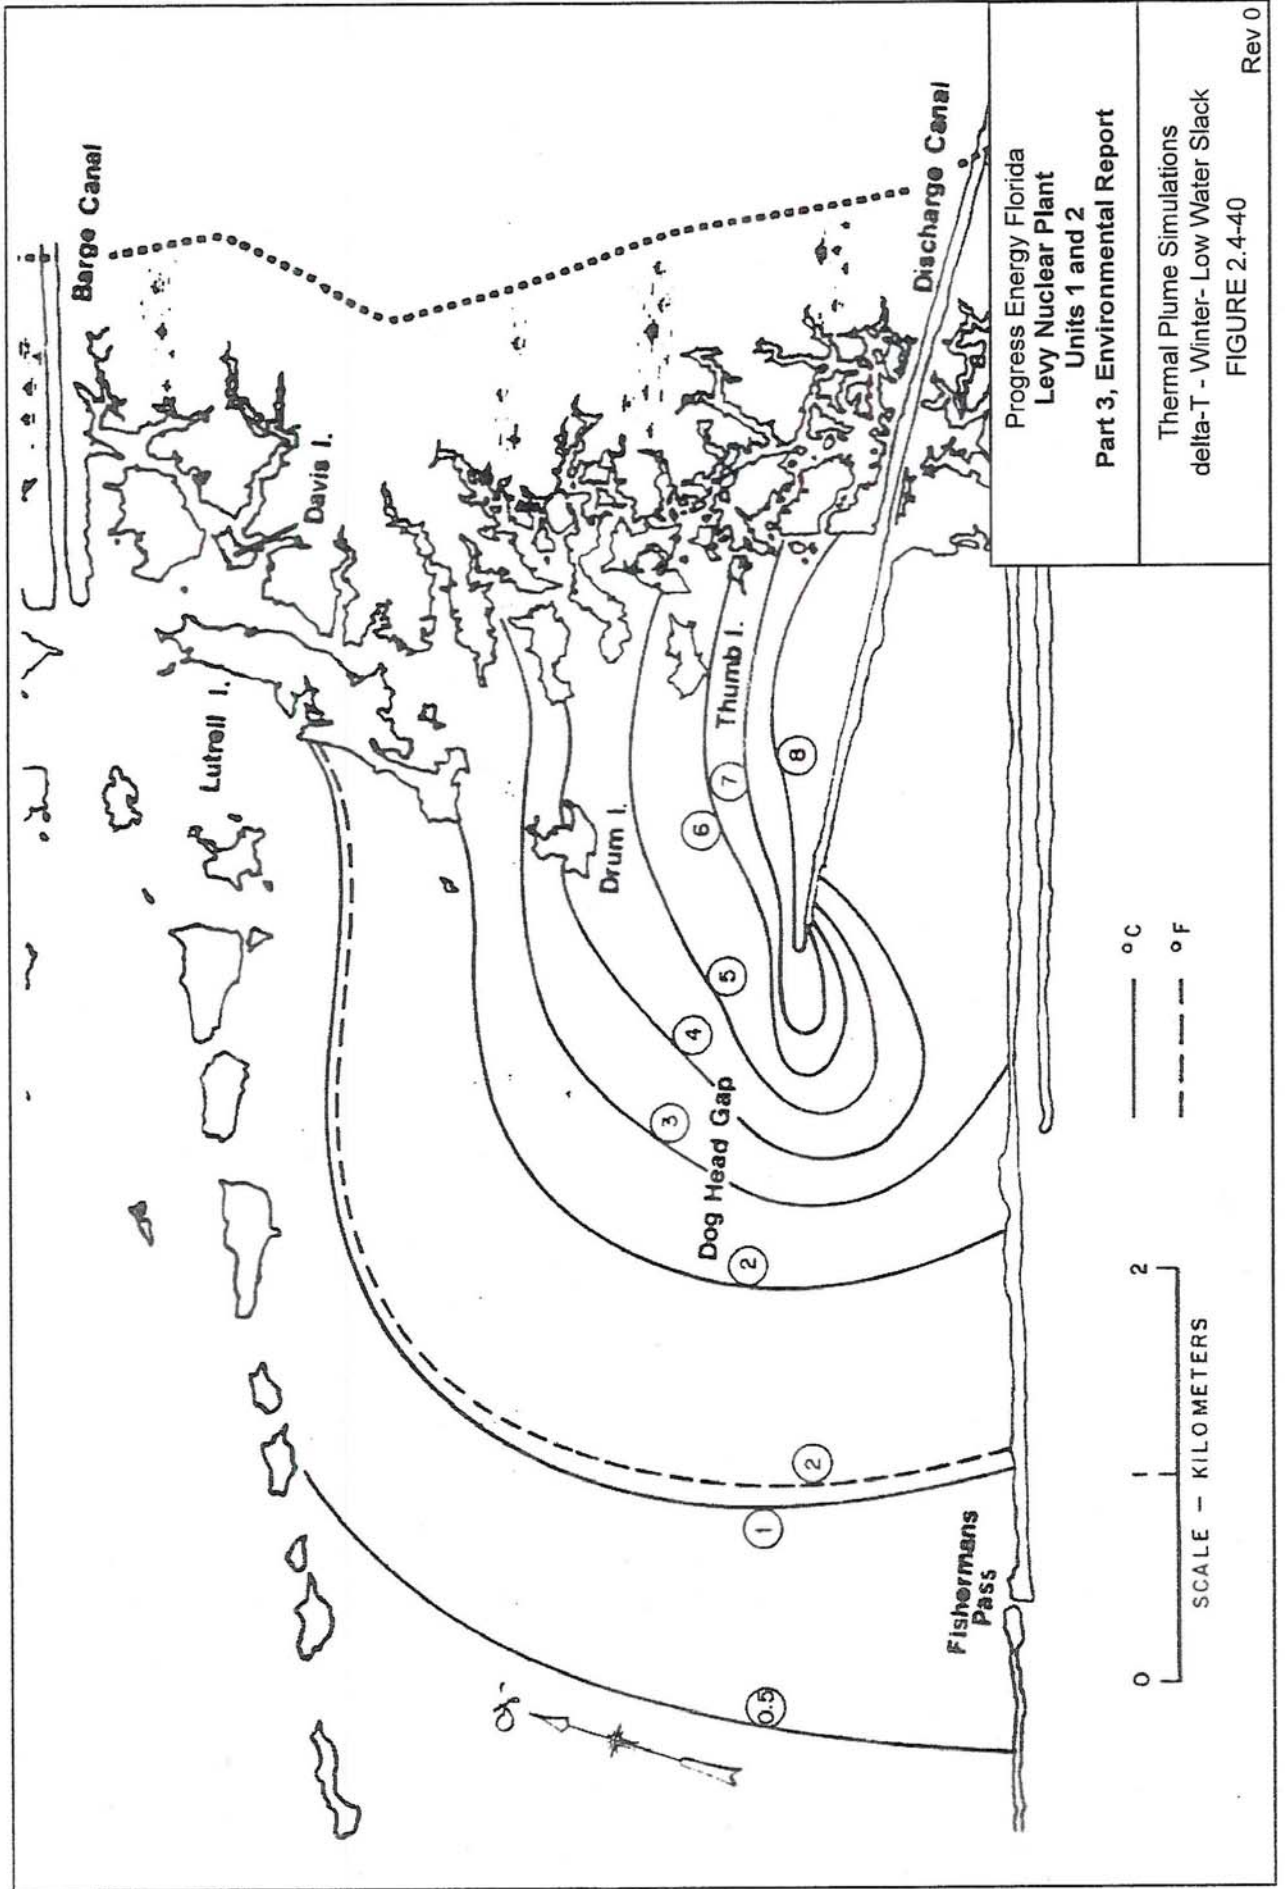 Barge Canal
Davis I.
Lutrell I.
Drum I.
Thumb I.
Discharge Canal
8
7
6
5
4
3
Dog Head Gap
2
2
1
0.5
Fishermans
Pass
°C
°F
0 1 2
SCALE – KILOMETERS
Progress Energy Florida
Levy Nuclear Plant
Units 1 and 2
Part 3, Environmental Report
Thermal Plume Simulations
delta-T - Winter- Low Water Slack
FIGURE 2.4-40
Rev 0